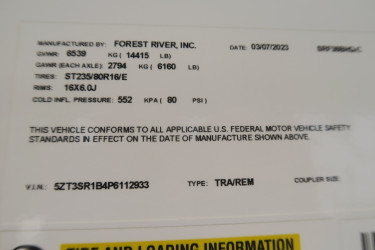 MANUFACTURED BY: FOREST RIVER, INC. DATE: 03/07/2023
GVWR: 6539 KG ( 14415 LB)
GAWR (EACH AXLE): 2794 KG ( 6160 LB)
TIRES: ST235/80R16/E
RIMS: 16X6.0J
COLD INFL. PRESSURE: 552 KPA ( 80 PSI )
THIS VEHICLE CONFORMS TO ALL APPLICABLE U.S. FEDERAL MOTOR VEHICLE SAFETY
STANDARDS IN EFFECT ON THE DATE OF MANUFACTURE SHOWN ABOVE.
V.I.N.: 5ZT3SR1B4P6112933 TYPE: TRA/REM COUPLER SIZE:
TIRE AND LOADING INFORMATION